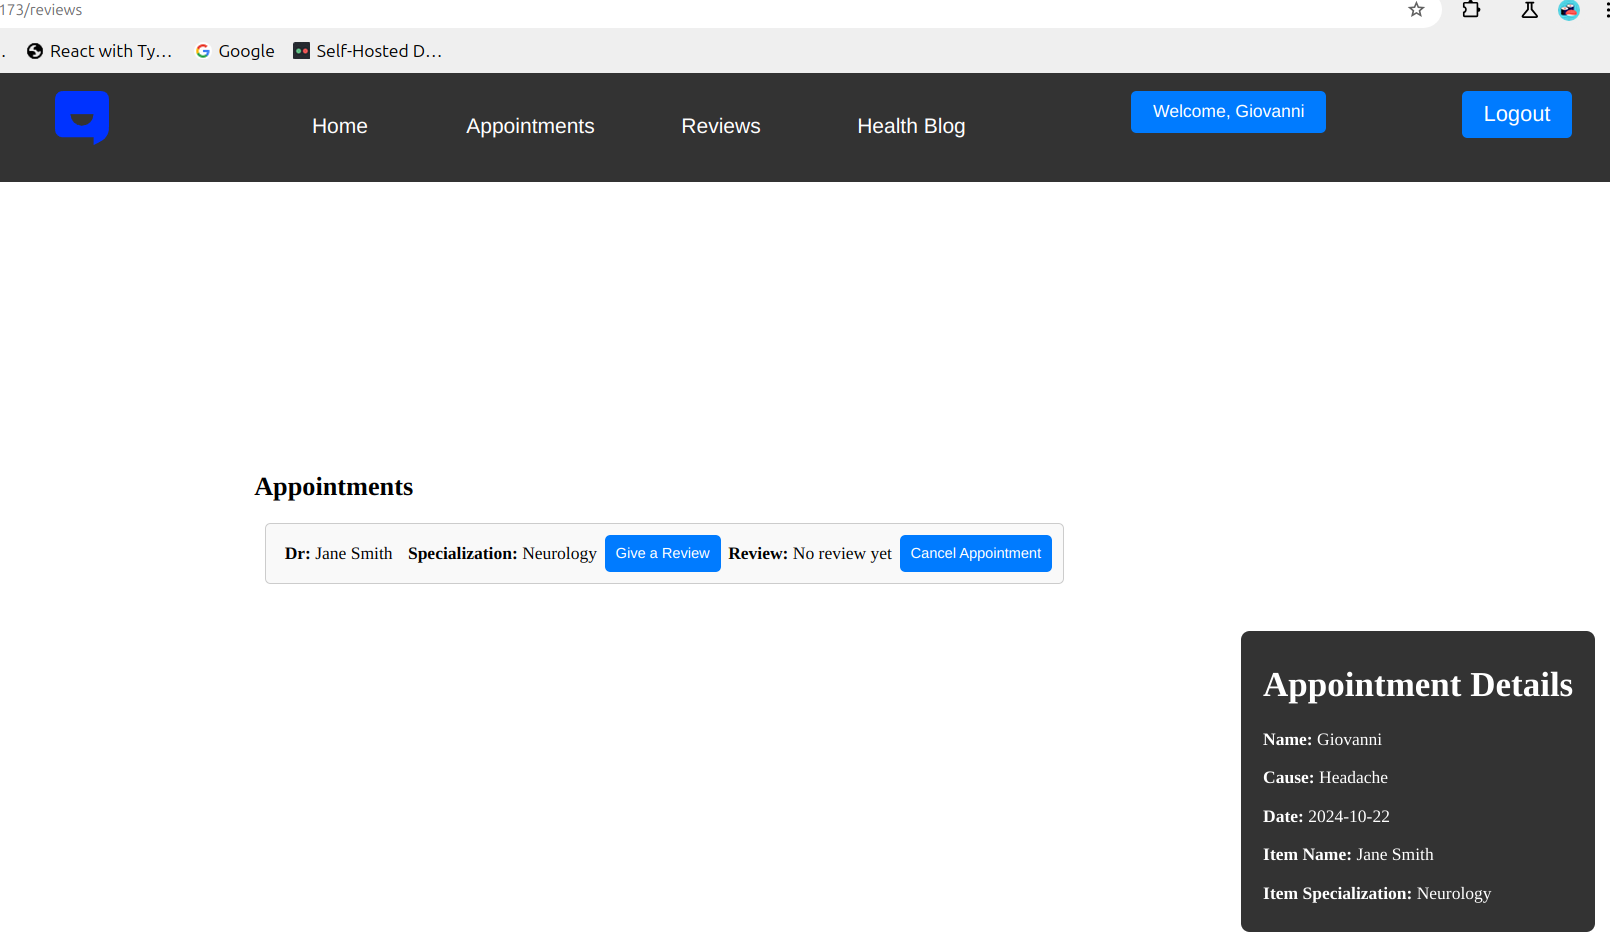 173/reviews
. React with Ty... Google Self-Hosted D...
Home Appointments Reviews Health Blog Welcome, Giovanni Logout
Appointments
Dr: Jane Smith Specialization: Neurology Give a Review Review: No review yet Cancel Appointment
Appointment Details
Name: Giovanni
Cause: Headache
Date: 2024-10-22
Item Name: Jane Smith
Item Specialization: Neurology